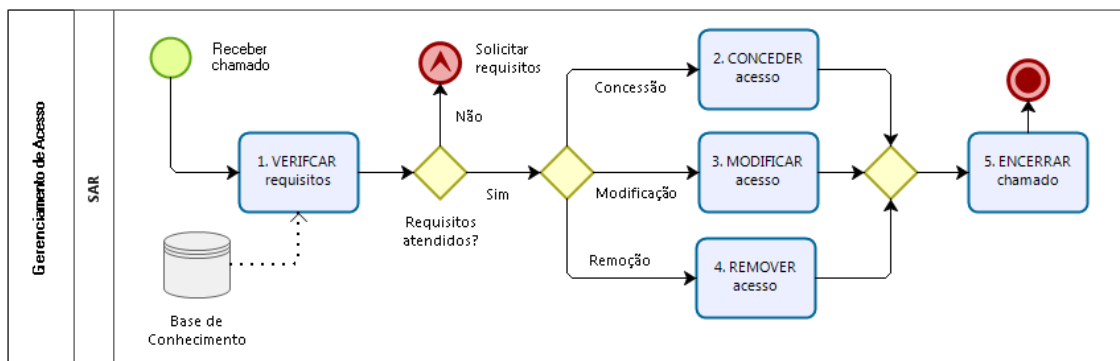 Gerenciamento de Acesso
SAR
Receber
chamado
1. VERIFCAR
requisitos
Base de
Conhecimento
Solicitar
requisitos
Não
Sim
Requisitos
atendidos?
Concessão
Modificação
Remoção
2. CONCEDER
acesso
3. MODIFICAR
acesso
4. REMOVER
acesso
5. ENCERRAR
chamado